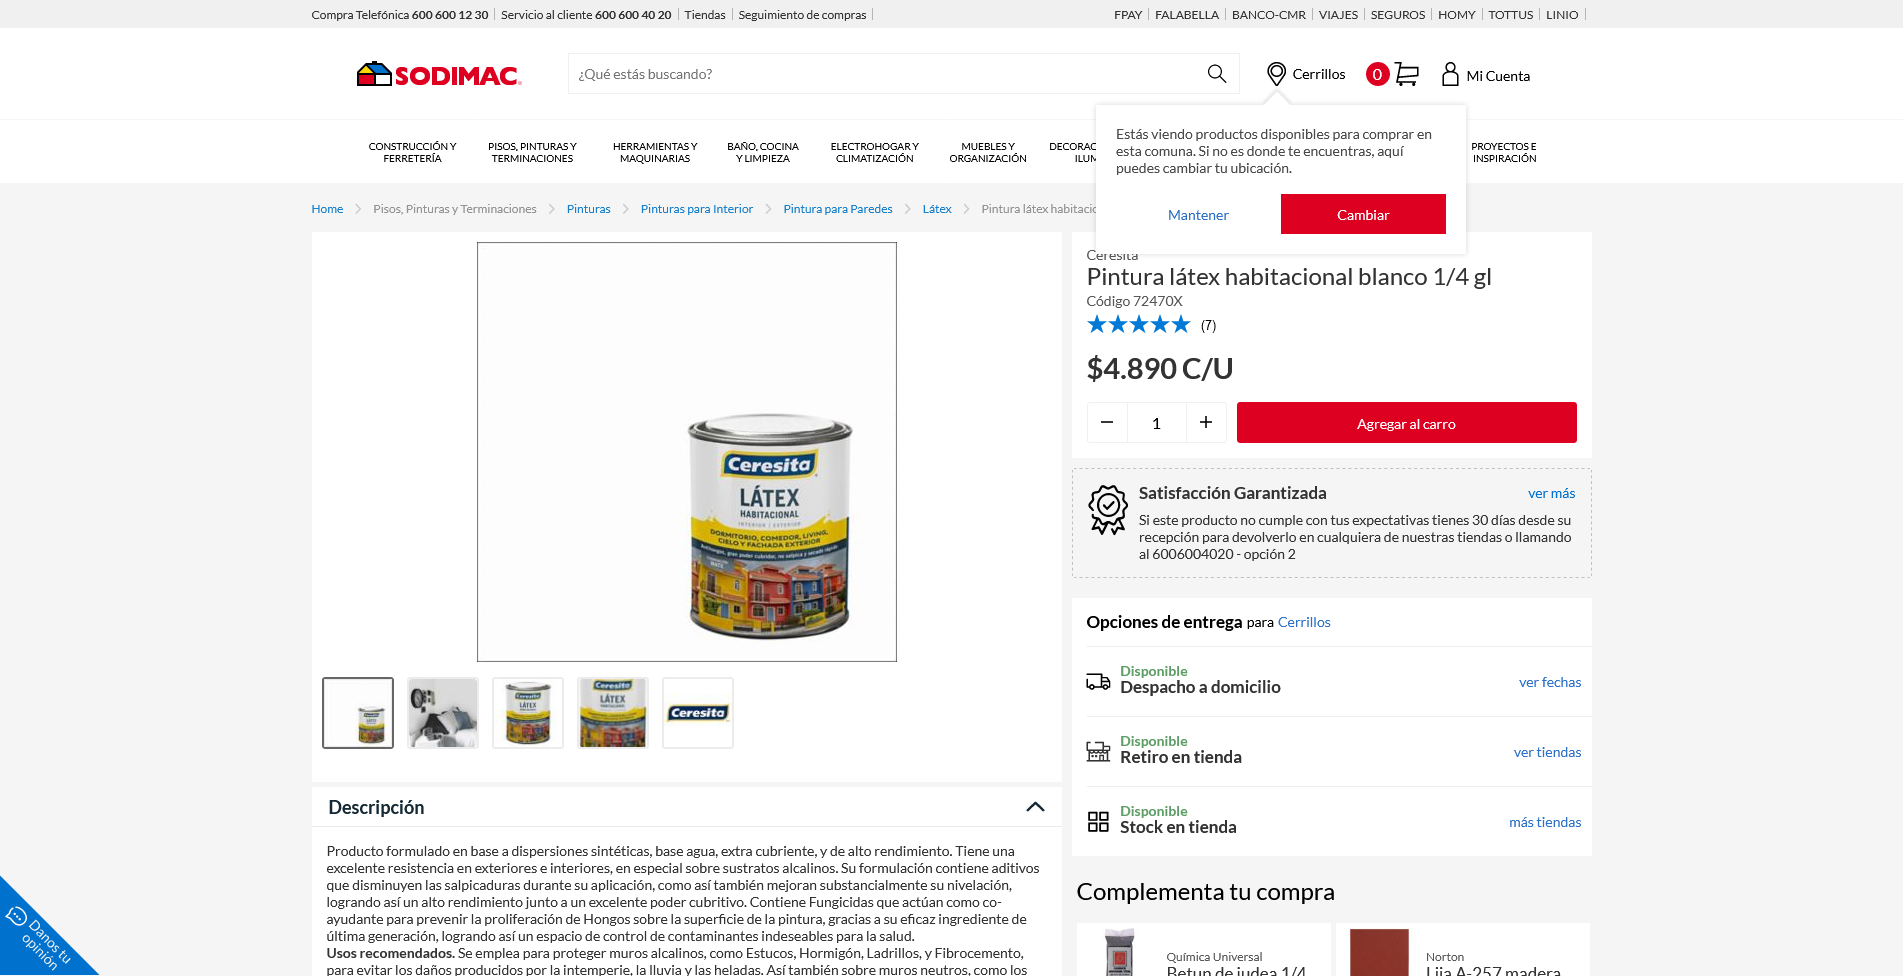 Compra Telefónica 600 600 12 30 Servicio al cliente 600 600 40 20 Tiendas Seguimiento de compras
FPAY FALABELLA BANCO-CMR VIAJES SEGUROS HOMY TOTTUS LINIO
SODIMAC
¿Qué estás buscando?
Cerrillos
0
Mi Cuenta
CONSTRUCCIÓN Y
FERRETERÍA
PISOS, PINTURAS Y
TERMINACIONES
HERRAMIENTAS Y
MAQUINARIAS
BAÑO, COCINA
Y LIMPIEZA
ELECTROHOGAR Y
CLIMATIZACIÓN
MUEBLES Y
ORGANIZACIÓN
PROYECTOS E
INSPIRACIÓN
Estás viendo productos disponibles para comprar en
esta comuna. Si no es donde te encuentras, aquí
puedes cambiar tu ubicación.
Mantener
Cambiar
Home Pisos, Pinturas y Terminaciones Pinturas Pinturas para Interior Pintura para Paredes Látex Pintura látex
Ceresita
LÁTEX
HABITACIONAL
INTERIOR / EXTERIOR
DORMITORIO, COMEDOR, LIVING,
CIELO Y FACHADA EXTERIOR
Ceresita
LÁTEX
Ceresita
LÁTEX
Ceresita
Ceresita
Pintura látex habitacional blanco 1/4 gl
Código 72470X
(7)
$4.890 C/U
1
Agregar al carro
Satisfacción Garantizada
ver más
Si este producto no cumple con tus expectativas tienes 30 días desde su
recepción para devolverlo en cualquiera de nuestras tiendas o llamando
al 6006004020 - opción 2
Opciones de entrega para Cerrillos
Disponible
Despacho a domicilio
ver fechas
Disponible
Retiro en tienda
ver tiendas
Disponible
Stock en tienda
más tiendas
Complementa tu compra
Química Universal
Betun de judea 1/4
Norton
Lija A-257 madera
Descripción
Producto formulado en base a dispersiones sintéticas, base agua, extra cubriente, y de alto rendimiento. Tiene una
excelente resistencia en exteriores e interiores, en especial sobre sustratos alcalinos. Su formulación contiene aditivos
que disminuyen las salpicaduras durante su aplicación, como así también mejoran substancialmente su nivelación,
logrando así un alto rendimiento junto a un excelente poder cubritivo. Contiene Fungicidas que actúan como co-
ayudante para prevenir la proliferación de Hongos sobre la superficie de la pintura, gracias a su eficaz ingrediente de
última generación, logrando así un espacio de control de contaminantes indeseables para la salud.
Usos recomendados. Se emplea para proteger muros alcalinos, como Estucos, Hormigón, Ladrillos, y Fibrocemento,
para evitar los daños producidos por la intemperie, la lluvia y las heladas. Así también sobre muros neutros, como los
Danos tu
opinión